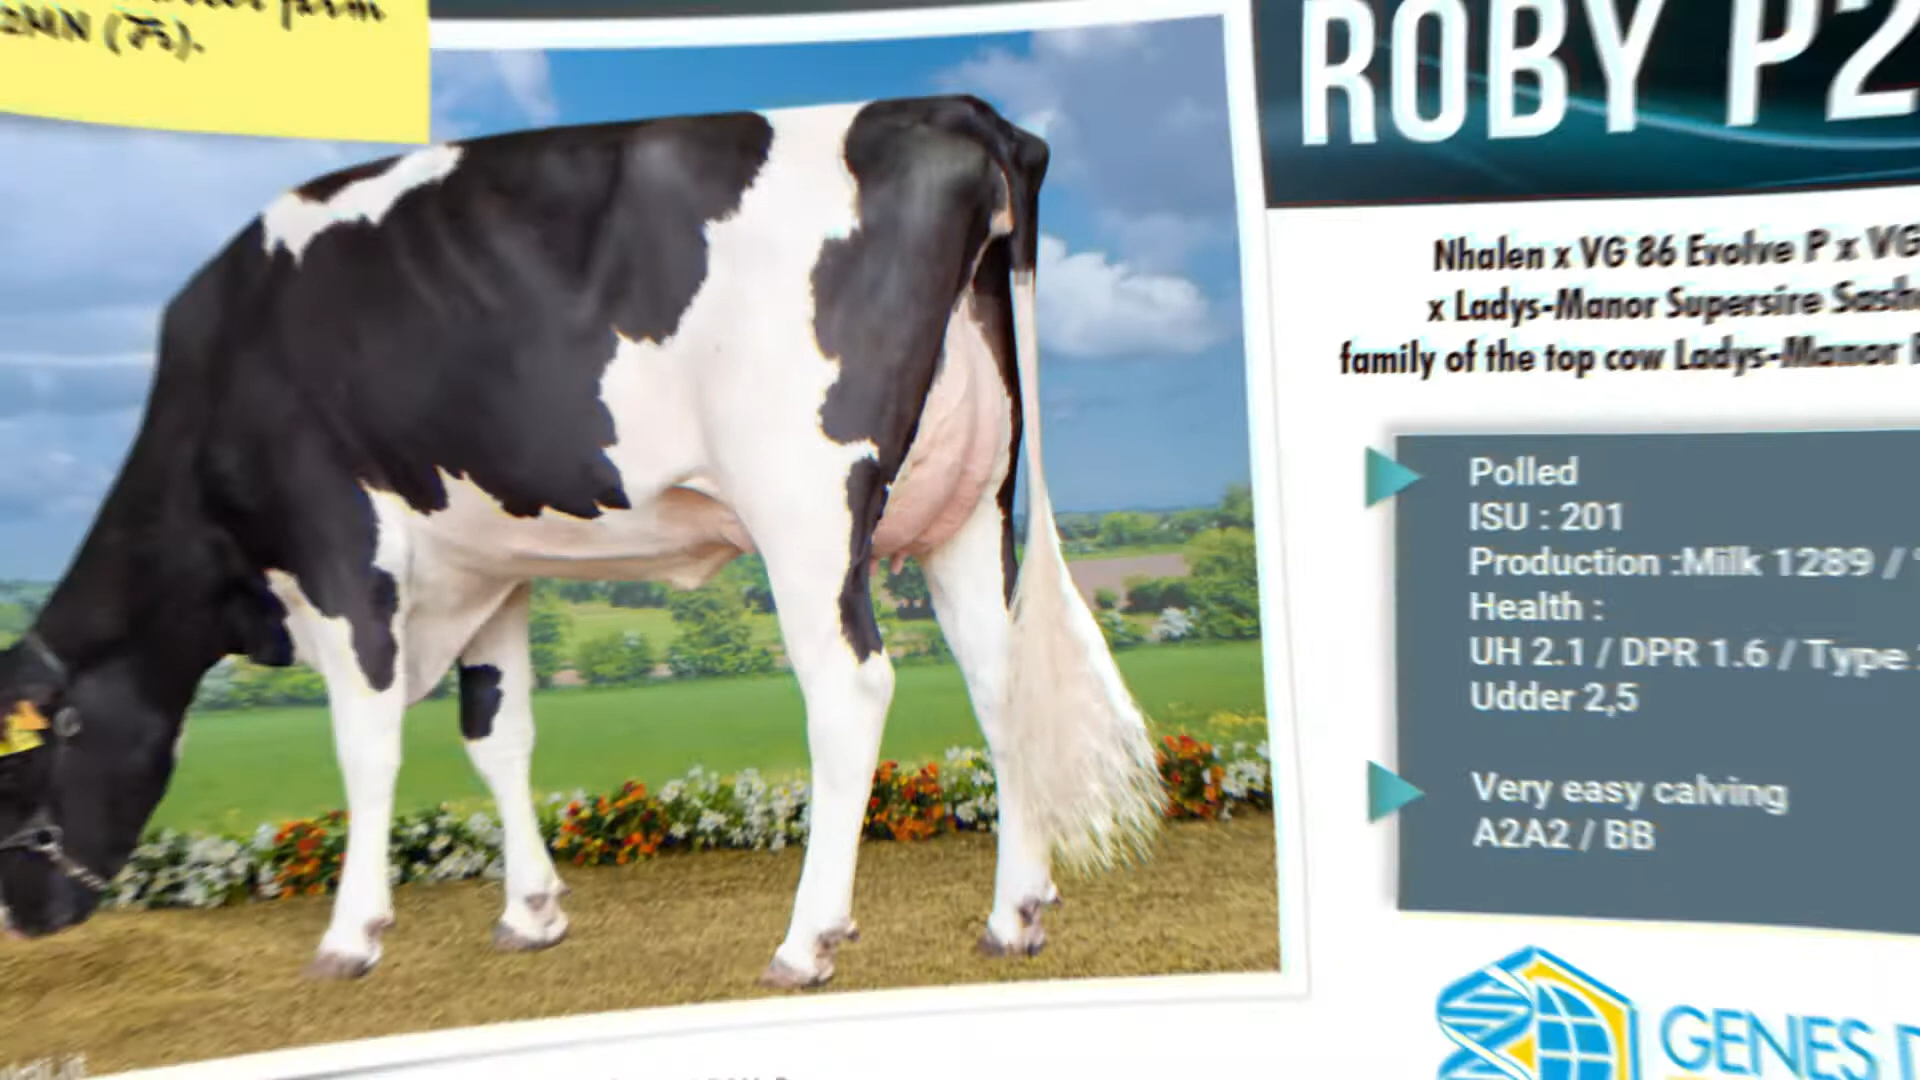 2MN (75).
ROBY P2
Nhalen x VG 86 Evolve P x VG
x Ladys-Manor Supersire Sash
family of the top cow Ladys-Manor
Polled
ISU : 201
Production :Milk 1289 /
Health :
UH 2.1 / DPR 1.6 / Type
Udder 2,5
Very easy calving
A2A2 / BB
GENES